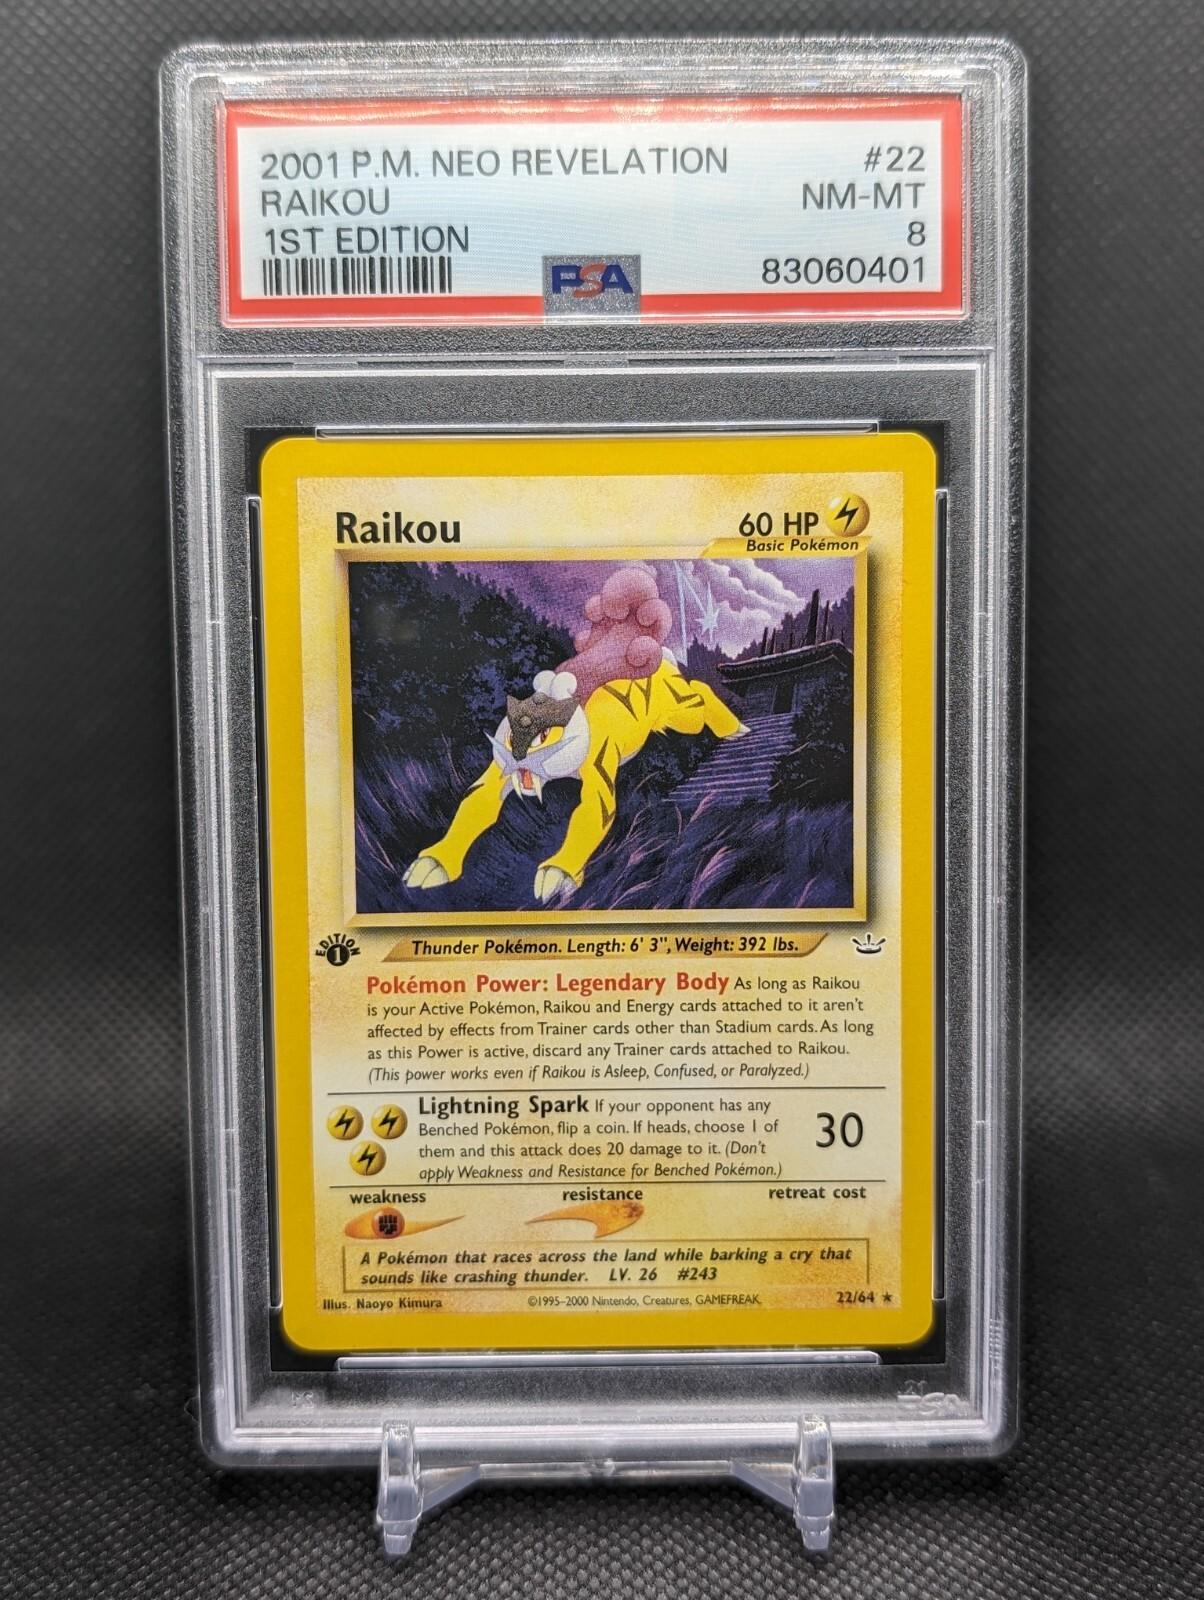 2001 P.M. NEO REVELATION #22
RAIKOU NM-MT
1ST EDITION 8
PSA 83060401
Raikou 60 HP
Basic Pokémon
EDITION 1
Thunder Pokémon. Length: 6' 3", Weight: 392 lbs.
Pokémon Power: Legendary Body As long as Raikou
is your Active Pokémon, Raikou and Energy cards attached to it aren't
affected by effects from Trainer cards other than Stadium cards. As long
as this Power is active, discard any Trainer cards attached to Raikou.
(This power works even if Raikou is Asleep, Confused, or Paralyzed.)
Lightning Spark If your opponent has any
Benched Pokémon, flip a coin. If heads, choose 1 of
them and this attack does 20 damage to it. (Don't
apply Weakness and Resistance for Benched Pokémon.)
30
weakness resistance retreat cost
A Pokémon that races across the land while barking a cry that
sounds like crashing thunder. LV. 26 #243
Illus. Naoyo Kimura ©1995–2000 Nintendo, Creatures, GAMEFREAK. 22/64 ★